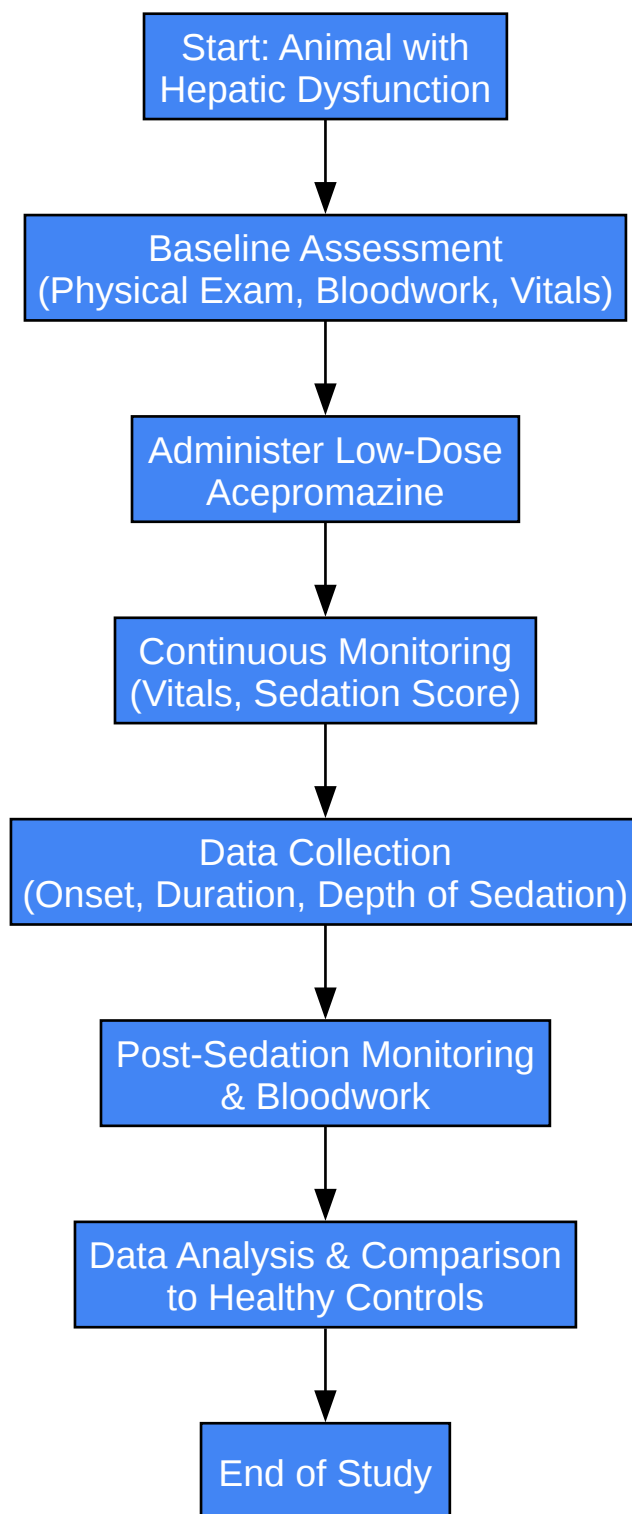 Start: Animal with
Hepatic Dysfunction
Baseline Assessment
(Physical Exam, Bloodwork, Vitals)
Administer Low-Dose
Acepromazine
Continuous Monitoring
(Vitals, Sedation Score)
Data Collection
(Onset, Duration, Depth of Sedation)
Post-Sedation Monitoring
& Bloodwork
Data Analysis & Comparison
to Healthy Controls
End of Study